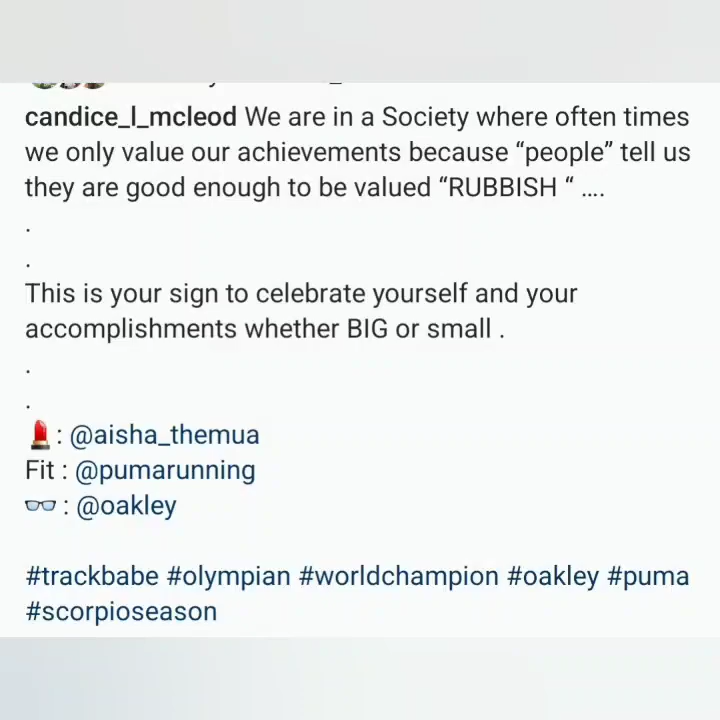 candice_l_mcleod We are in a Society where often times
we only value our achievements because “people” tell us
they are good enough to be valued “RUBBISH “ ....
.
.
This is your sign to celebrate yourself and your
accomplishments whether BIG or small .
.
.
💄: @aisha_themua
Fit : @pumarunning
👓 : @oakley
#trackbabe #olympian #worldchampion #oakley #puma
#scorpioseason